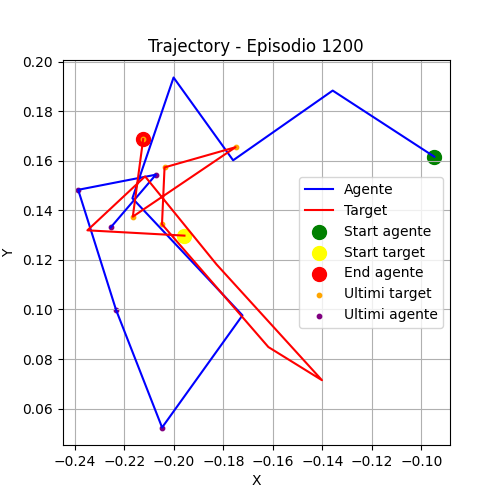 Trajectory - Episodio 1200
0.20
0.18
0.16
0.14
0.12
0.10
0.08
0.06
Y
−0.24 −0.22 −0.20 −0.18 −0.16 −0.14 −0.12 −0.10
X
Agente
Target
Start agente
Start target
End agente
Ultimi target
Ultimi agente